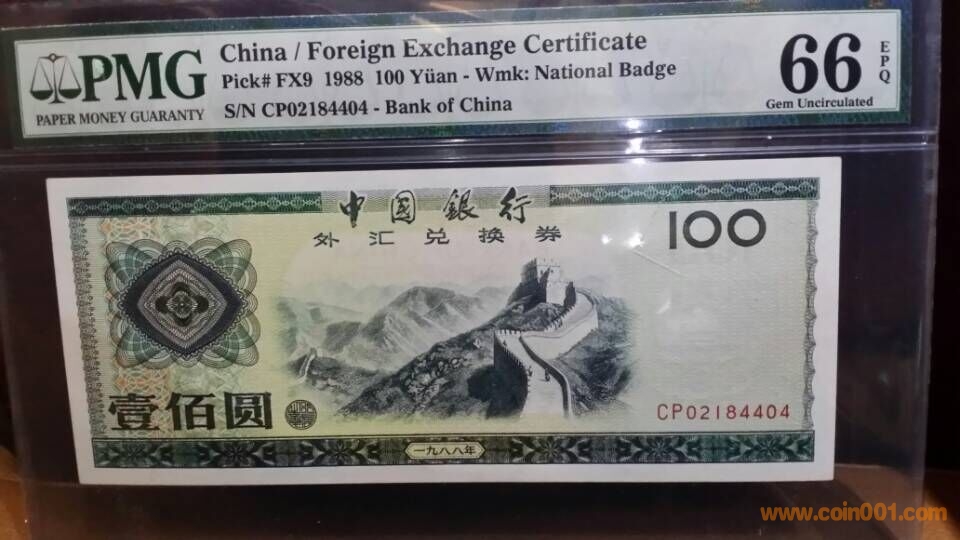 PMG
PAPER MONEY GUARANTY
China / Foreign Exchange Certificate
Pick# FX9 1988 100 Yüan - Wmk: National Badge
S/N CP02184404 - Bank of China
66
EPQ
Gem Uncirculated
中國銀行
外汇兑换券
100
壹佰圆
CP02184404
一九八八年
www.coin001.com